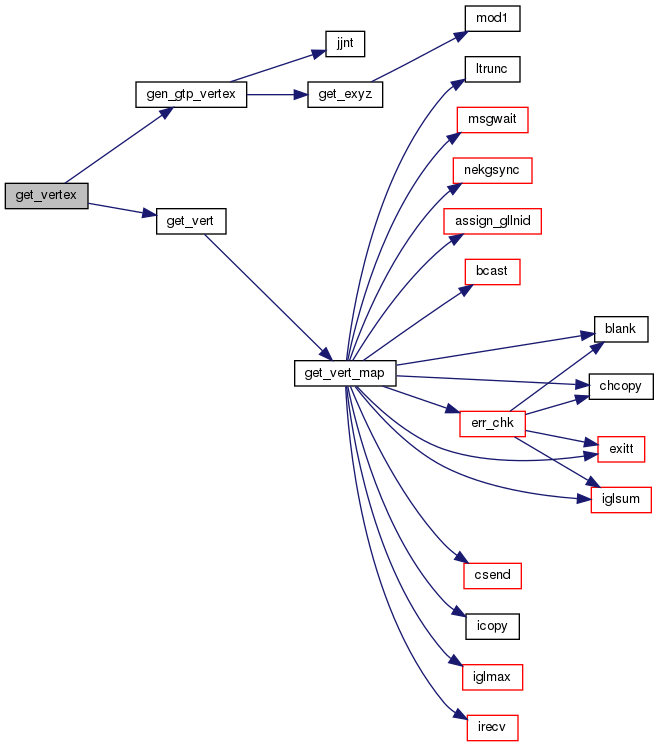 mod1
jjnt
ltrunc
gen_gtp_vertex
get_exyz
msgwait
nekgsync
get_vertex
get_vert
assign_gllnid
bcast
blank
get_vert_map
chcopy
err_chk
exitt
iglsum
csend
icopy
iglmax
irecv